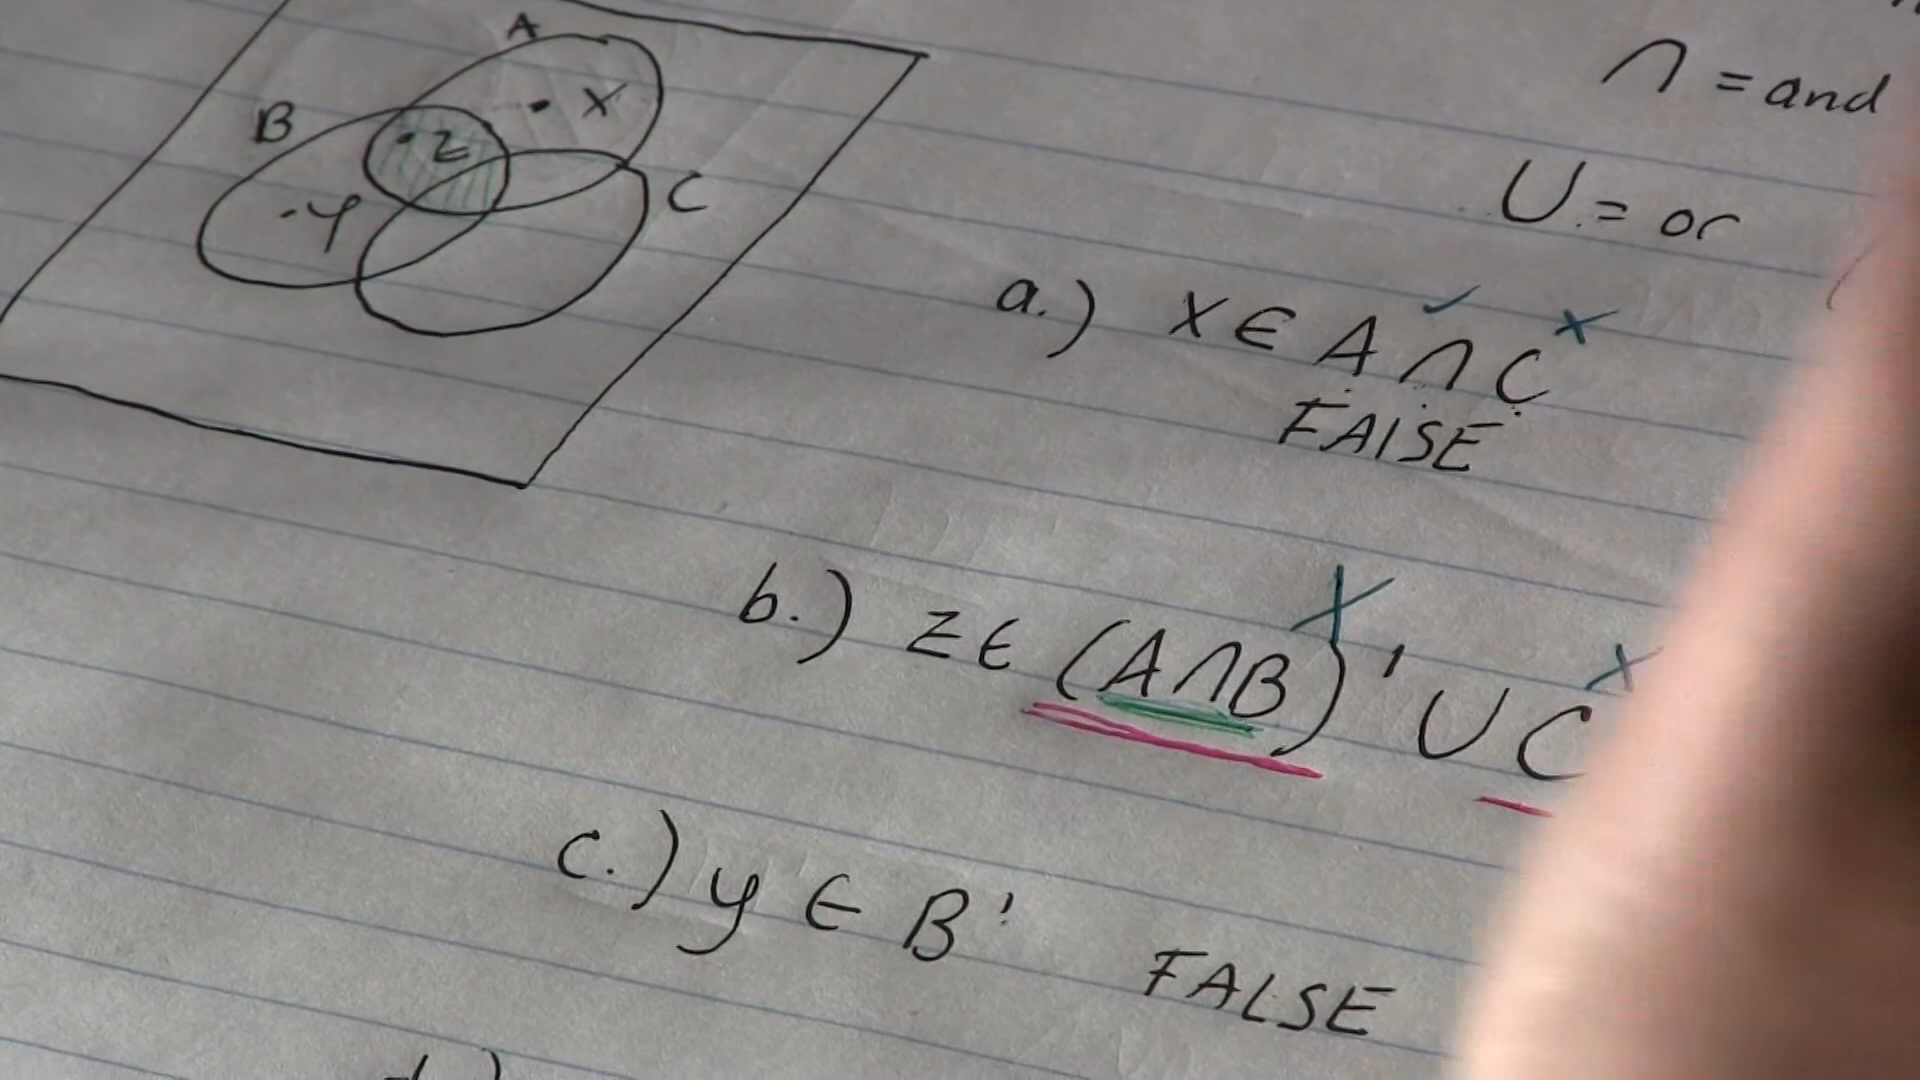 A
B
x
z
y
C
∩ = and
U = or
a.) x ∈ A ∩ C
FAlSE
b.) z ∈ (A∩B)' ∪ C
c.) y ∈ B'
FALSE